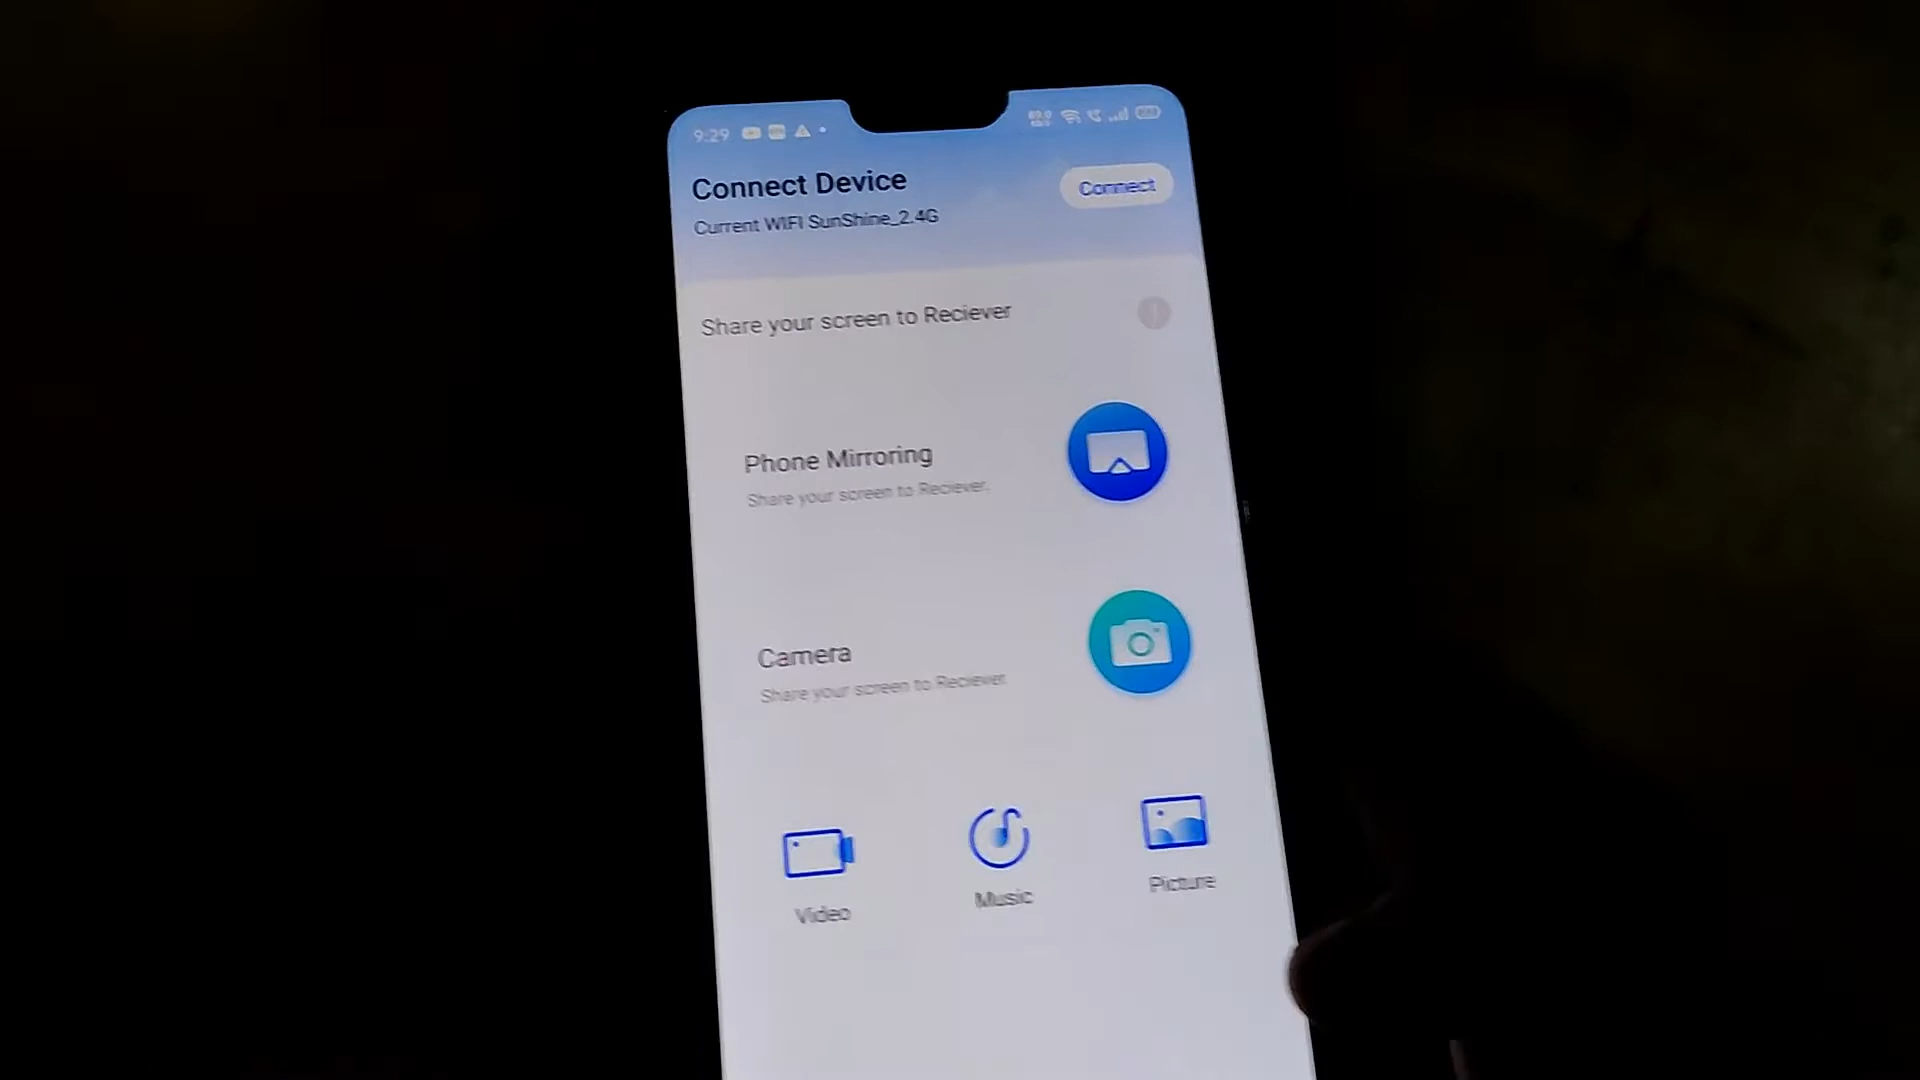 9:29
Connect Device
Connect
Current WIFI SunShine_2.4G
Share your screen to Reciever
Phone Mirroring
Share your screen to Reciever.
Camera
Share your screen to Reciever
Video
Music
Picture